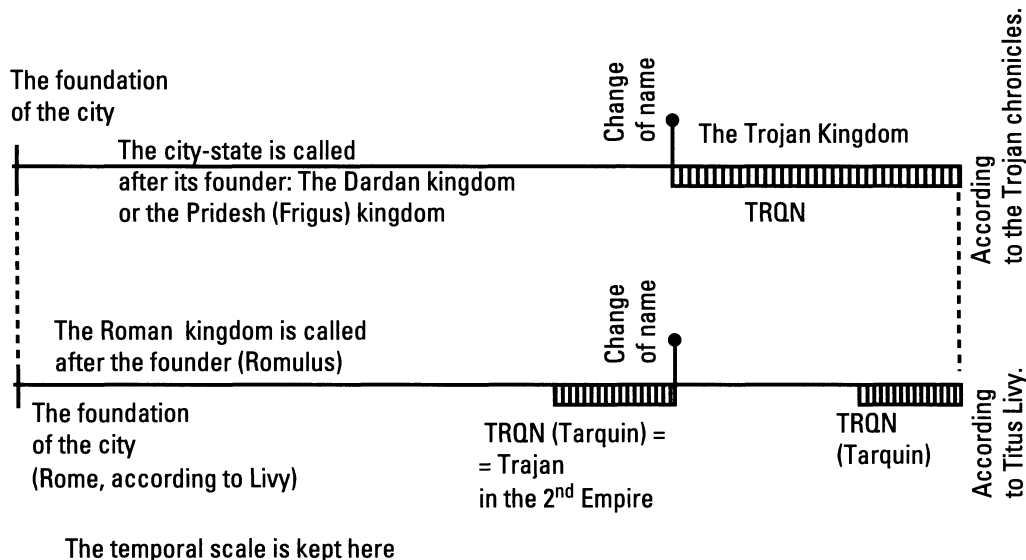 The foundation
of the city
The city-state is called
after its founder: The Dardan kingdom
or the Pridesh (Frigus) kingdom
Change
of name
The Trojan Kingdom
TRQN
According
to the Trojan chronicles.
The Roman kingdom is called
after the founder (Romulus)
Change
of name
The foundation
of the city
(Rome, according to Livy)
TRQN (Tarquin) =
= Trajan
in the 2nd Empire
TRQN
(Tarquin)
According
to Titus Livy.
The temporal scale is kept here